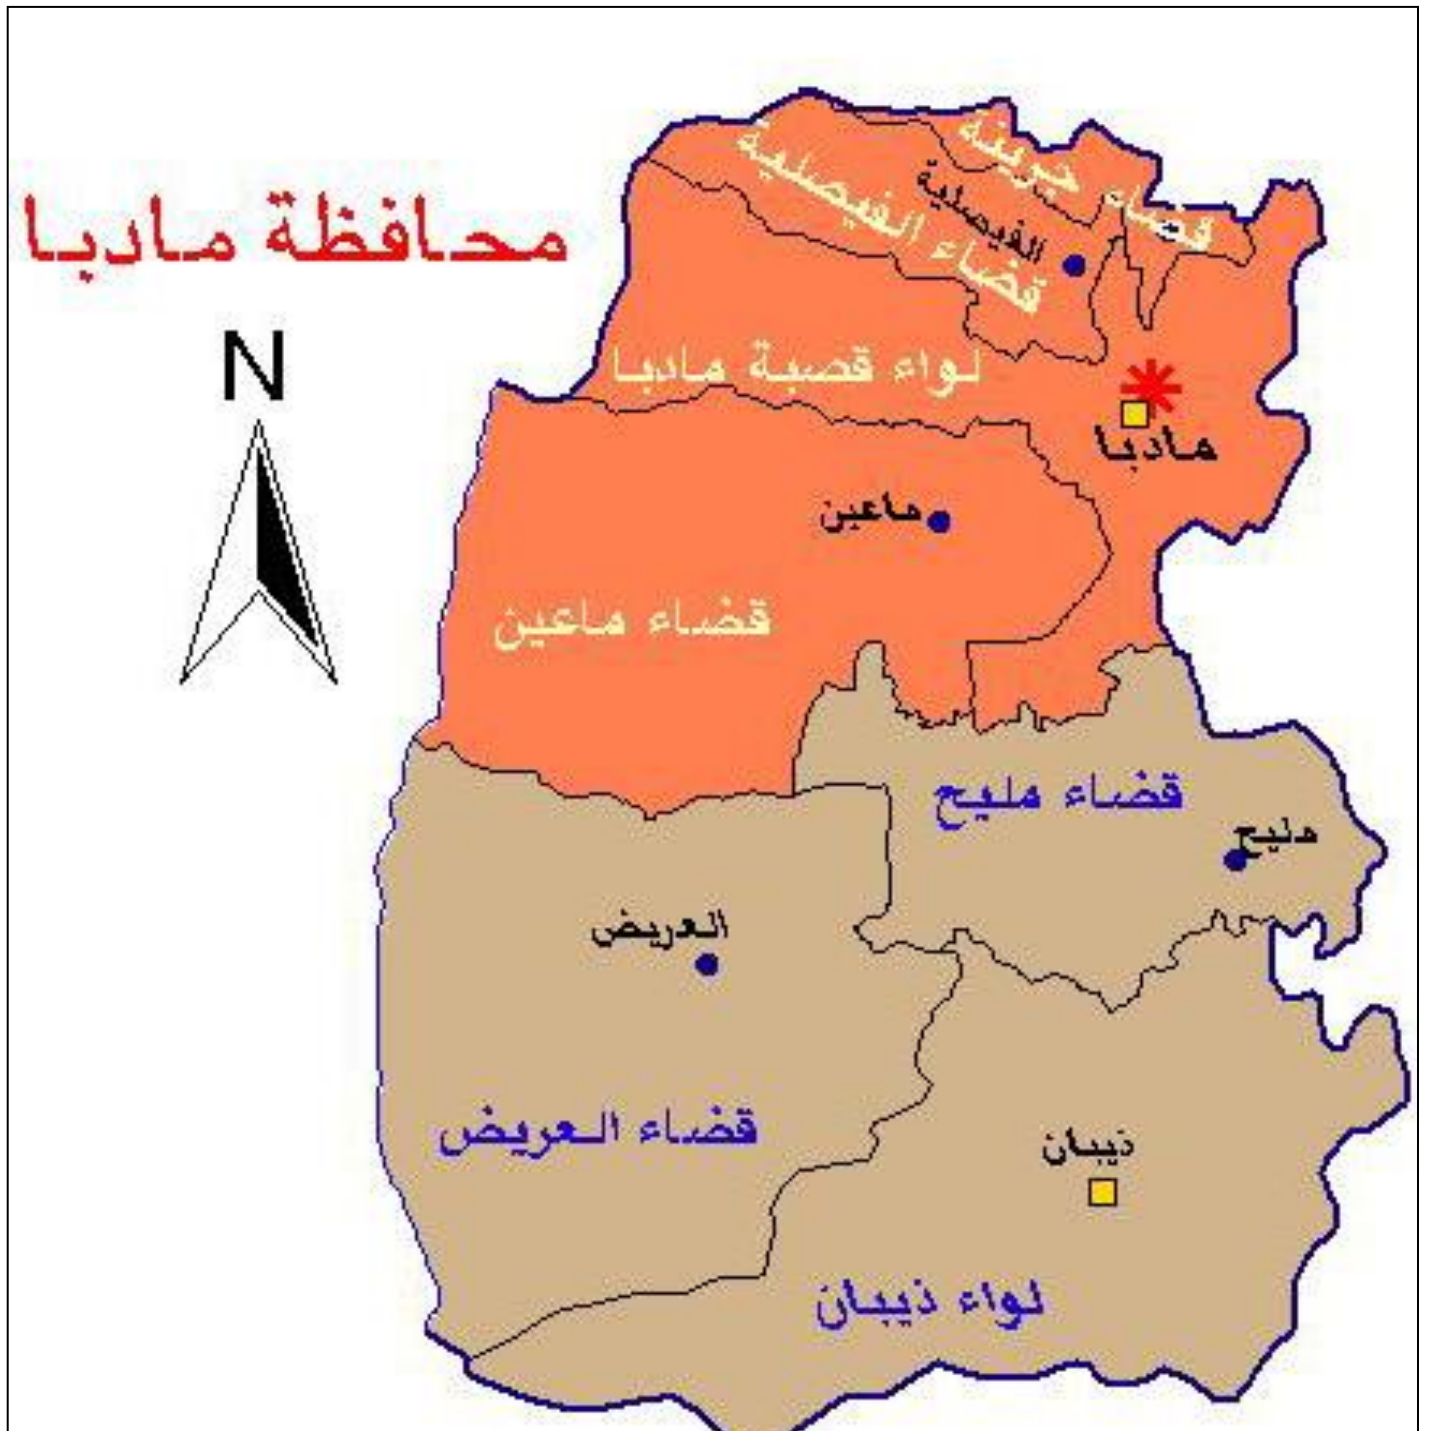 قضاء جرينة
قضاء الفيصلية
الفيصلية
محافظة مادبا
N
لواء قصبة مادبا
مادبا
ماعين
قضاء ماعين
قضاء مليح
مليح
العريض
قضاء العريض
ذيبان
لواء ذيبان